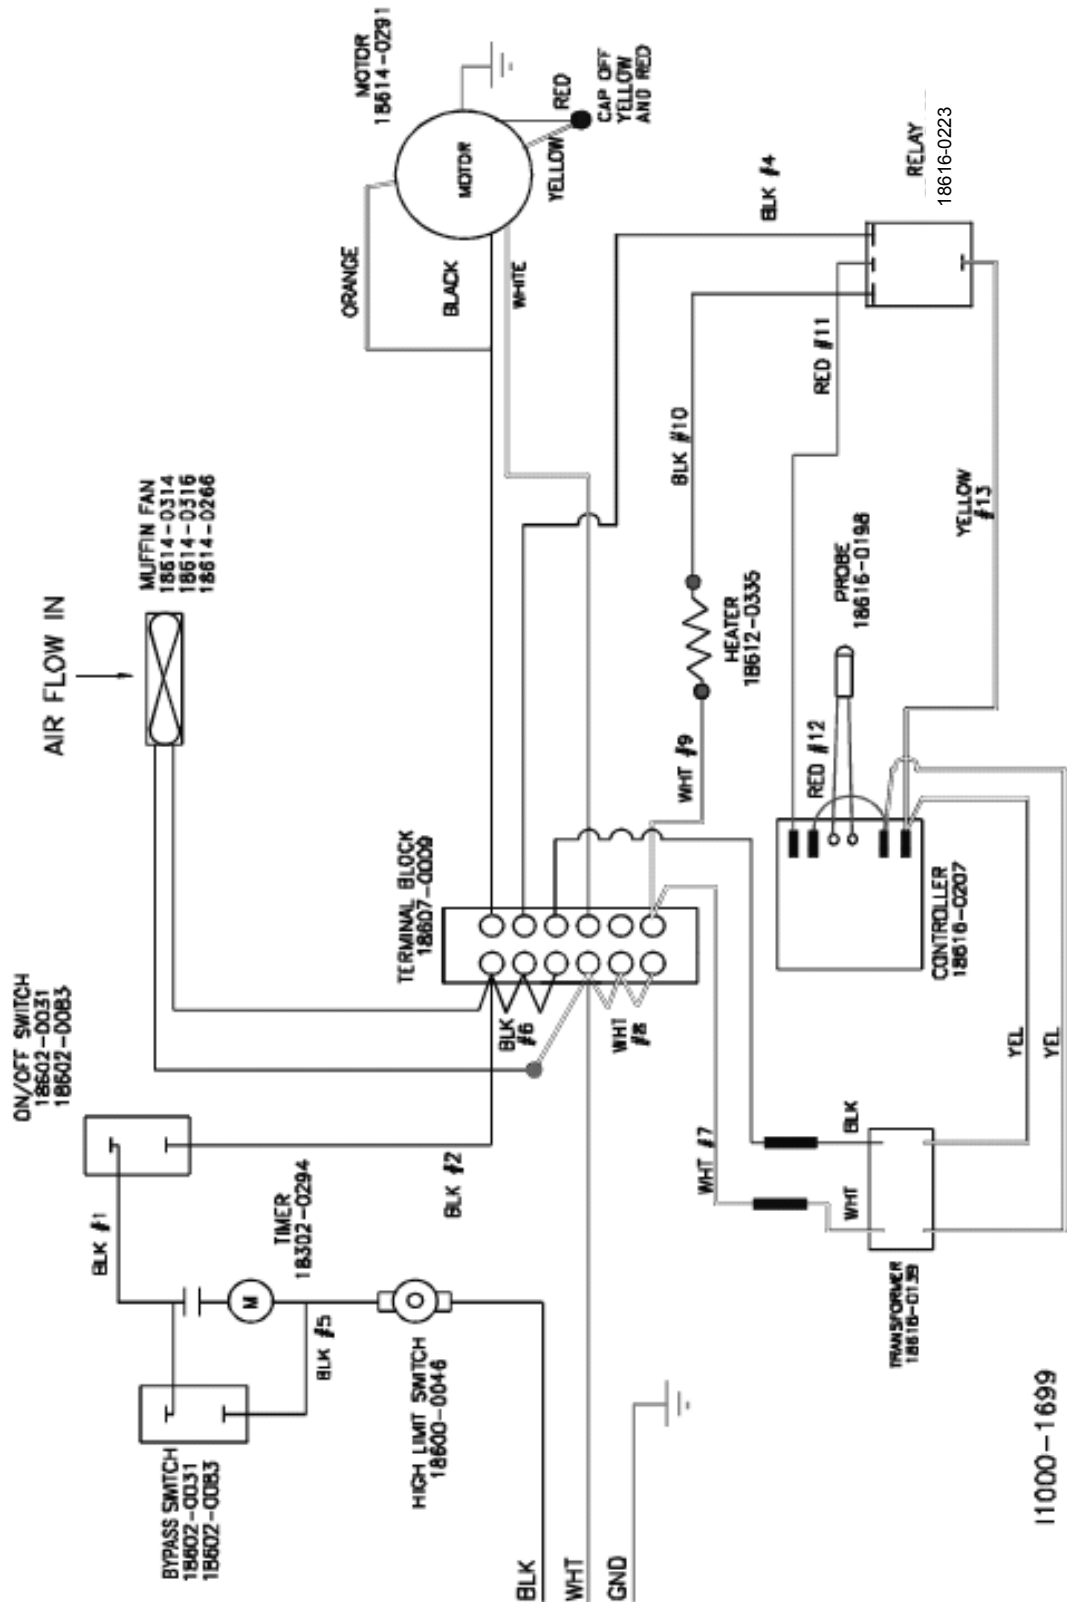 MOTOR
18614-0291
MOTOR
RED
CAP OFF
YELLOW
AND RED
YELLOW
ORANGE
BLACK
WHITE
BLK #4
RELAY
18616-0223
RED #11
BLK #10
YELLOW
#13
MUFFIN FAN
18614-0314
18614-0316
18614-0266
AIR FLOW IN
HEATER
18612-0335
PROBE
18616-0198
RED #12
WHT #9
TERMINAL BLOCK
18607-0009
CONTROLLER
18616-0207
ON/OFF SWITCH
18602-0031
18602-0083
BLK
#6
WHT
#8
YEL
YEL
BLK
WHT
WHT #7
BLK #2
BLK #1
TIMER
18302-0294
M
BLK #5
HIGH LIMIT SWITCH
18600-0046
TRANSFORMER
18616-0139
BYPASS SWITCH
18602-0031
18602-0083
BLK
WHT
GND
I1000-1699